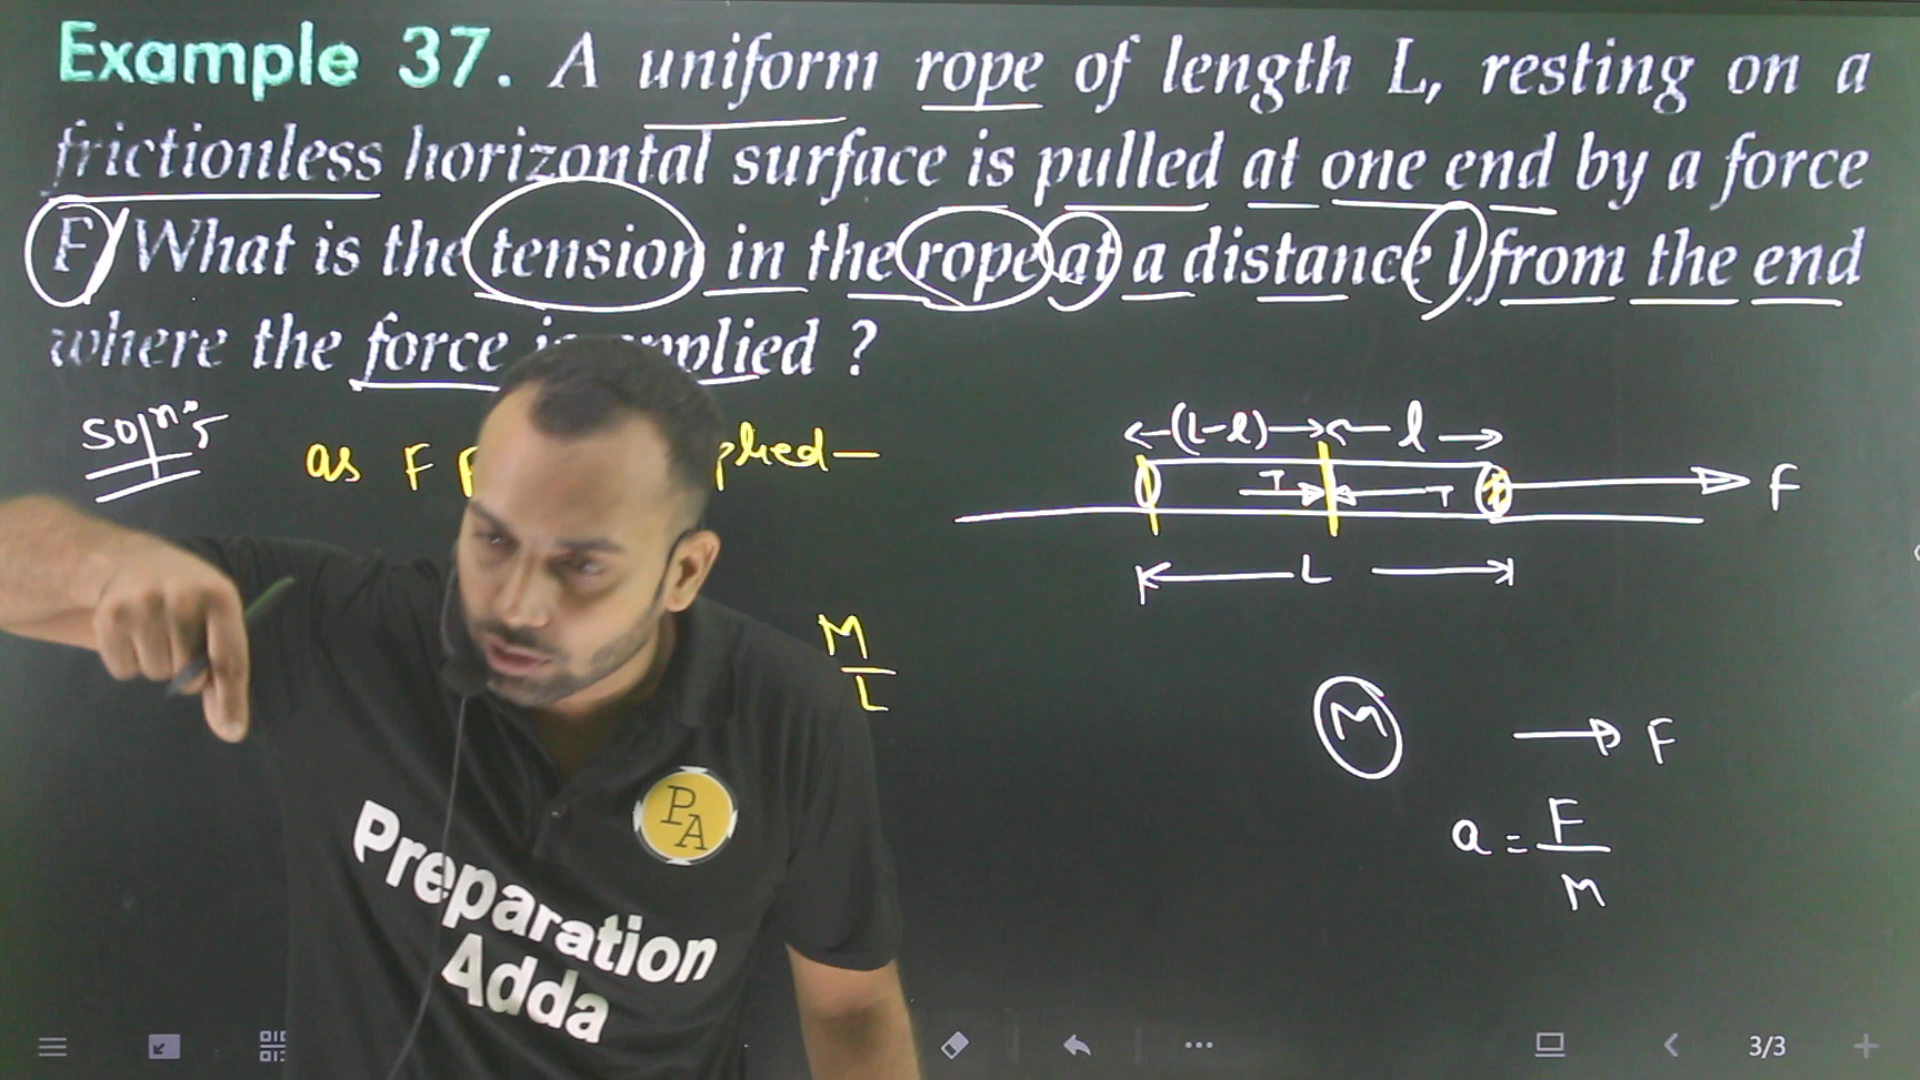 Example 37. A uniform rope of length L, resting on a
frictionless horizontal surface is pulled at one end by a force
F/ What is the tension in the rope at a distance l from the end
where the force applied ?
Soln:-
as F
(L-l) l
T T F
L
M
L
M F
a = F
M
PA
Preparation
Adda
3/3